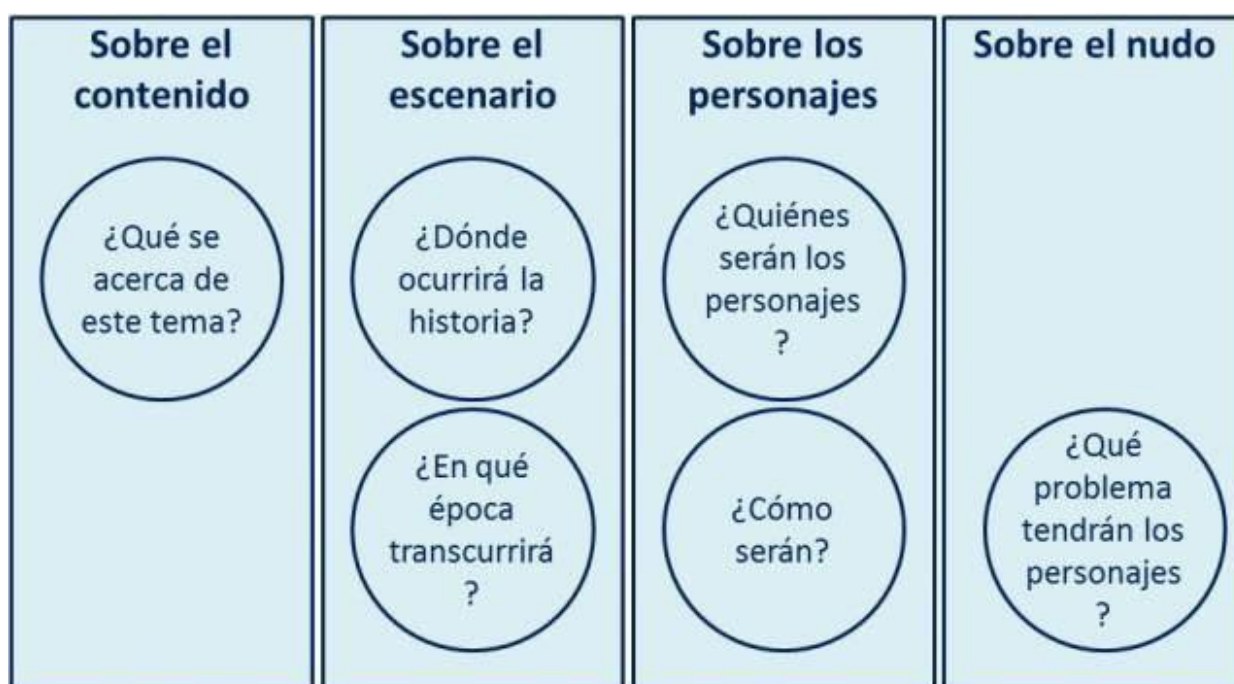 Sobre el
contenido
¿Qué se
acerca de
este tema?
Sobre el
escenario
¿Dónde
ocurrirá la
historia?
¿En qué
época
transcurrirá
?
Sobre los
personajes
¿Quiénes
serán los
personajes
?
¿Cómo
serán?
Sobre el nudo
¿Qué
problema
tendrán los
personajes
?